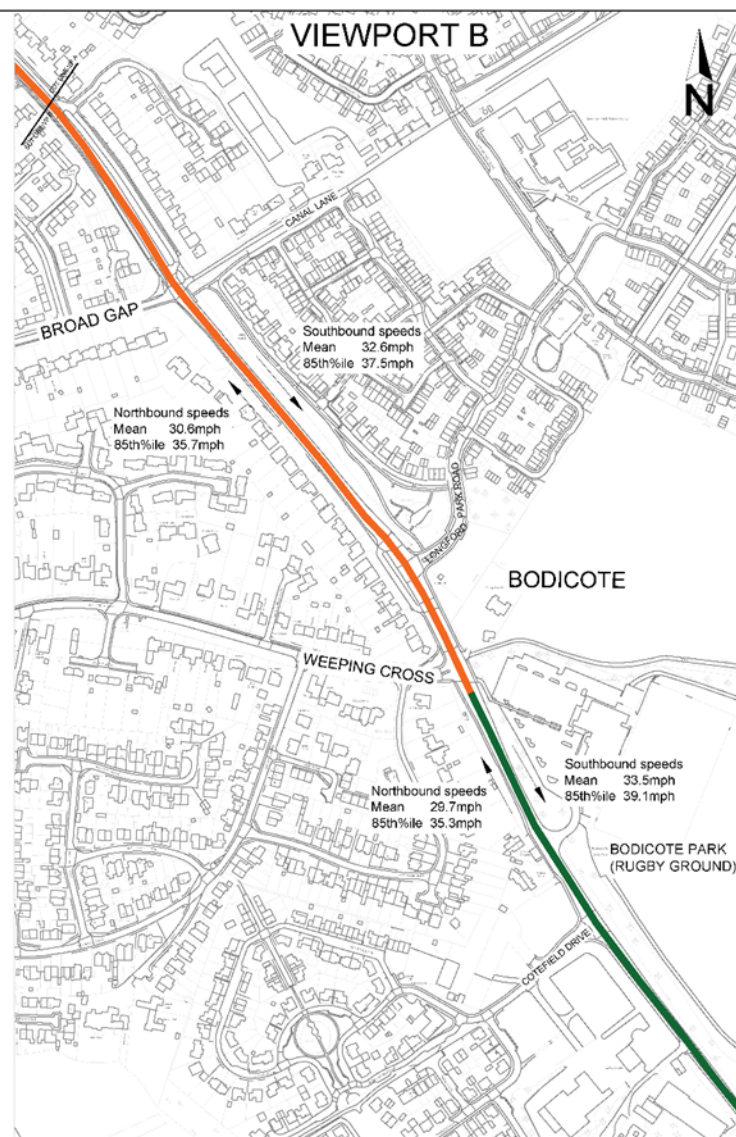 VIEWPORT B
N
CANAL LANE
BROAD GAP
Southbound speeds
Mean 32.6mph
85th%ile 37.5mph
Northbound speeds
Mean 30.6mph
85th%ile 35.7mph
LONGFORD PARK ROAD
BODICOTE
WEEPING CROSS
Southbound speeds
Mean 33.5mph
85th%ile 39.1mph
Northbound speeds
Mean 29.7mph
85th%ile 35.3mph
BODICOTE PARK
(RUGBY GROUND)
COTEFIELD DRIVE